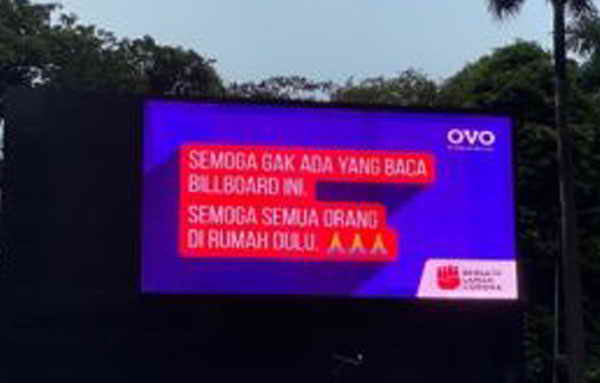 OVO
SEMOGA GAK ADA YANG BACA
BILLBOARD INI.
SEMOGA SEMUA ORANG
DI RUMAH DULU. 🙏🙏🙏